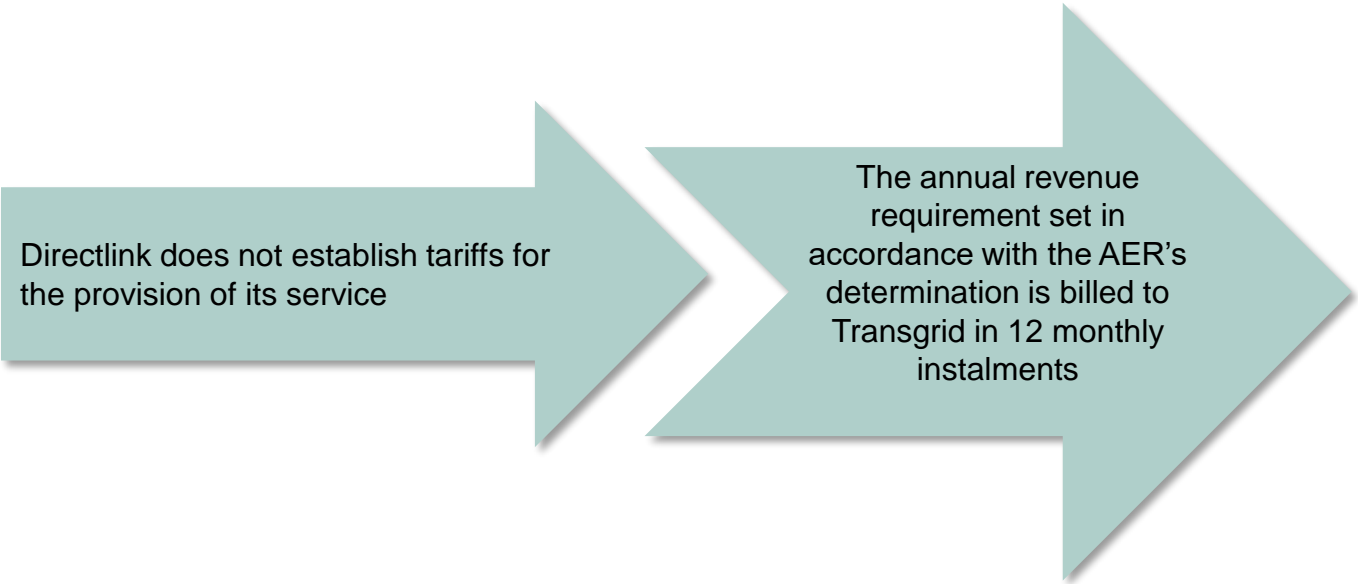 Directlink does not establish tariffs for
the provision of its service
The annual revenue
requirement set in
accordance with the AER's
determination is billed to
Transgrid in 12 monthly
instalments